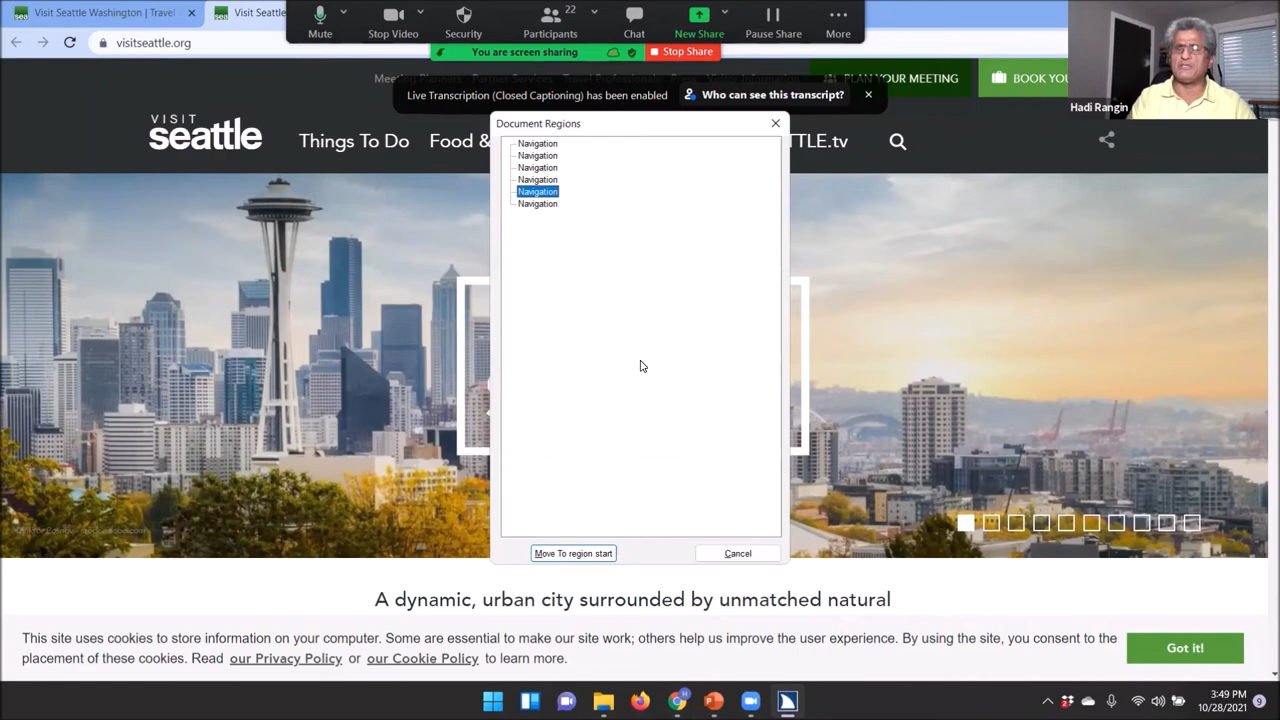 Visit Seattle Washington | Travel
Visit Seattle
Mute
Stop Video
Security
22
Participants
Chat
New Share
Pause Share
More
visitseattle.org
You are screen sharing
Stop Share
PLAN YOUR MEETING
BOOK YOU
Live Transcription (Closed Captioning) has been enabled
Who can see this transcript?
Hadi Rangin
VISIT
seattle
Things To Do
Food &
TTLE.tv
Document Regions
Navigation
Navigation
Navigation
Navigation
Navigation
Navigation
Move To region start
Cancel
A dynamic, urban city surrounded by unmatched natural
This site uses cookies to store information on your computer. Some are essential to make our site work; others help us improve the user experience. By using the site, you consent to the
placement of these cookies. Read our Privacy Policy or our Cookie Policy to learn more.
Got it!
3:49 PM
10/28/2021
9